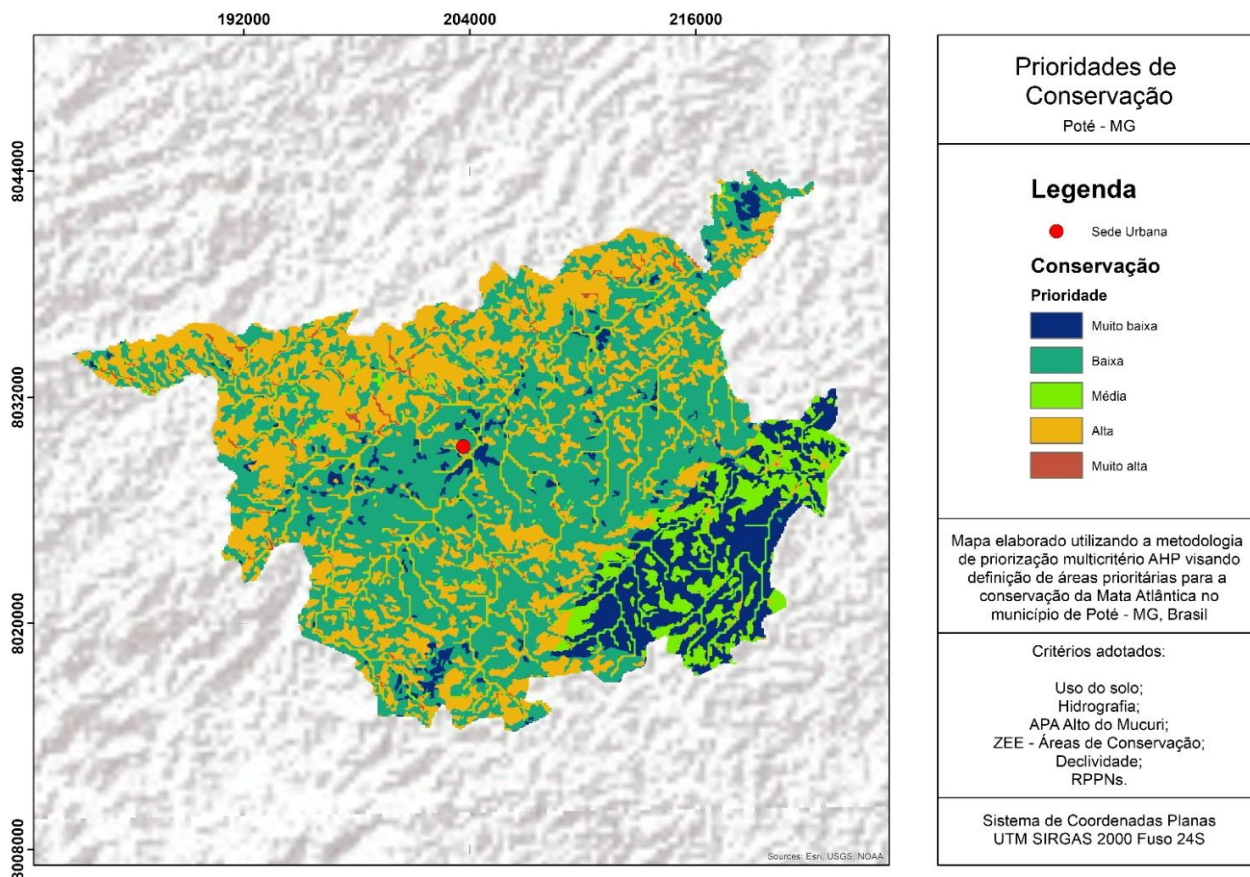 192000
204000
216000
8044000
8032000
8020000
8008000
Sources: Esri, USGS, NOAA
Prioridades de
Conservação
Poté - MG
Legenda
Sede Urbana
Conservação
Prioridade
Muito baixa
Baixa
Média
Alta
Muito alta
Mapa elaborado utilizando a metodologia
de priorização multicritério AHP visando
definição de áreas prioritárias para a
conservação da Mata Atlântica no
município de Poté - MG, Brasil
Critérios adotados:
Uso do solo;
Hidrografia;
APA Alto do Mucuri;
ZEE - Áreas de Conservação;
Declividade;
RPPNs.
Sistema de Coordenadas Planas
UTM SIRGAS 2000 Fuso 24S